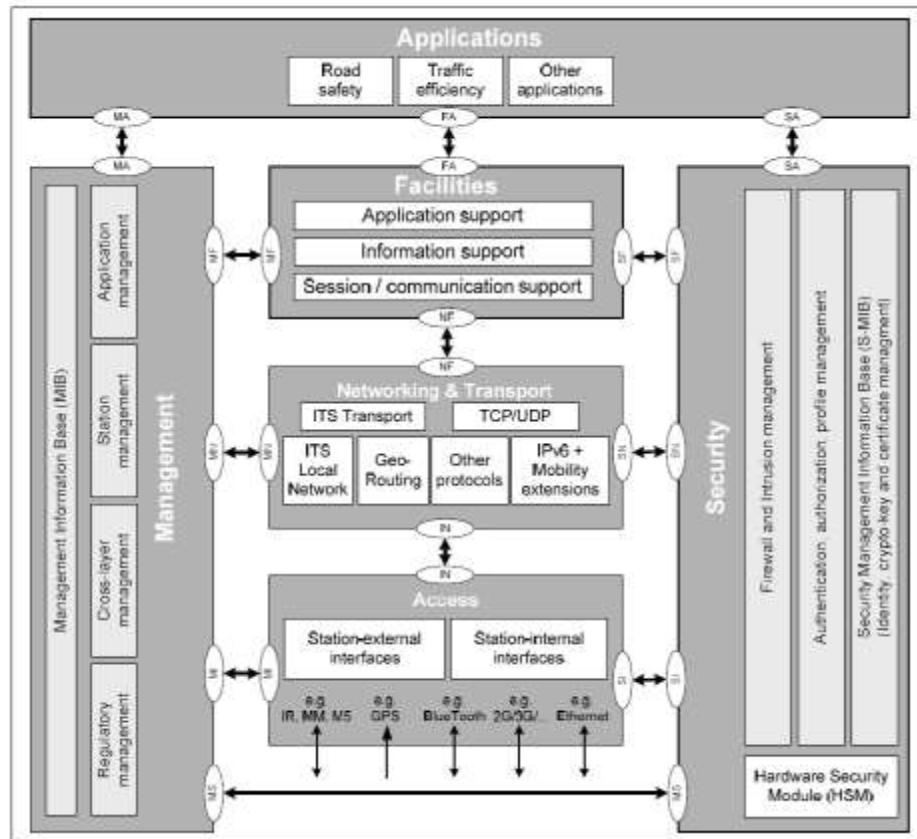 Applications
Road
safety
Traffic
efficiency
Other
applications
MA
FA
SA
MA
FA
SA
Management Information Base (MIB)
Application
management
Station
management
Cross-layer
management
Regulatory
management
Management
MF
MF
MN
MN
MI
MI
MS
Facilities
Application support
Information support
Session / communication support
NF
NF
Networking & Transport
ITS Transport
TCP/UDP
ITS
Local
Network
Geo-
Routing
Other
protocols
IPv6 +
Mobility
extensions
IN
IN
Access
Station-external
interfaces
Station-internal
interfaces
e.g.
IR, MM, M5
e.g.
GPS
e.g.
BlueTooth
e.g.
2G/3G/...
e.g.
Ethernet
SF
SF
SN
SN
SI
SI
MS
Security
Firewall and Intrusion management
Authentication, authorization, profile management
Security Management Information Base (S-MIB)
(Identity, crypto-key and certificate managment)
Hardware Security
Module (HSM)